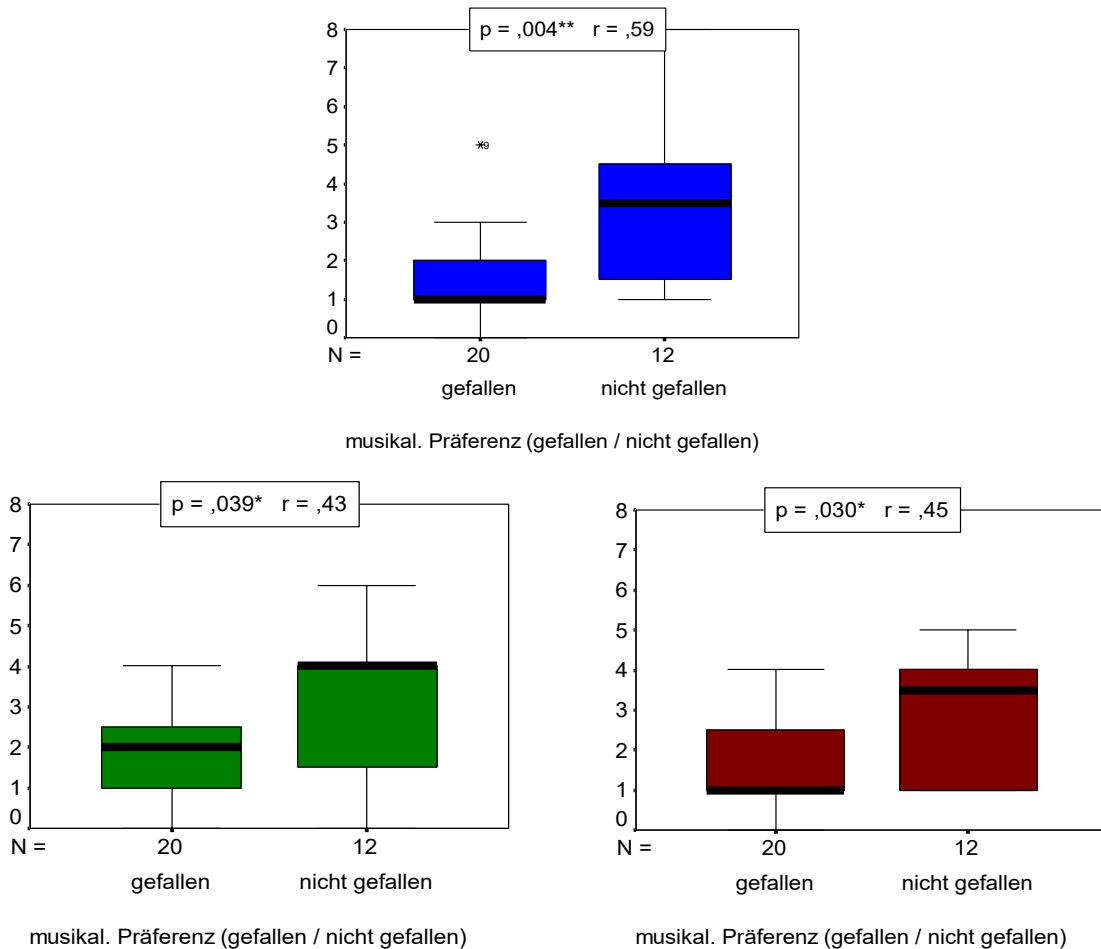 p = ,004** r = ,59
8
7
6
5
4
3
2
1
0
9
N =
20
12
gefallen
nicht gefallen
musikal. Präferenz (gefallen / nicht gefallen)
p = ,039* r = ,43
8
7
6
5
4
3
2
1
0
N =
20
12
gefallen
nicht gefallen
musikal. Präferenz (gefallen / nicht gefallen)
p = ,030* r = ,45
8
7
6
5
4
3
2
1
0
N =
20
12
gefallen
nicht gefallen
musikal. Präferenz (gefallen / nicht gefallen)